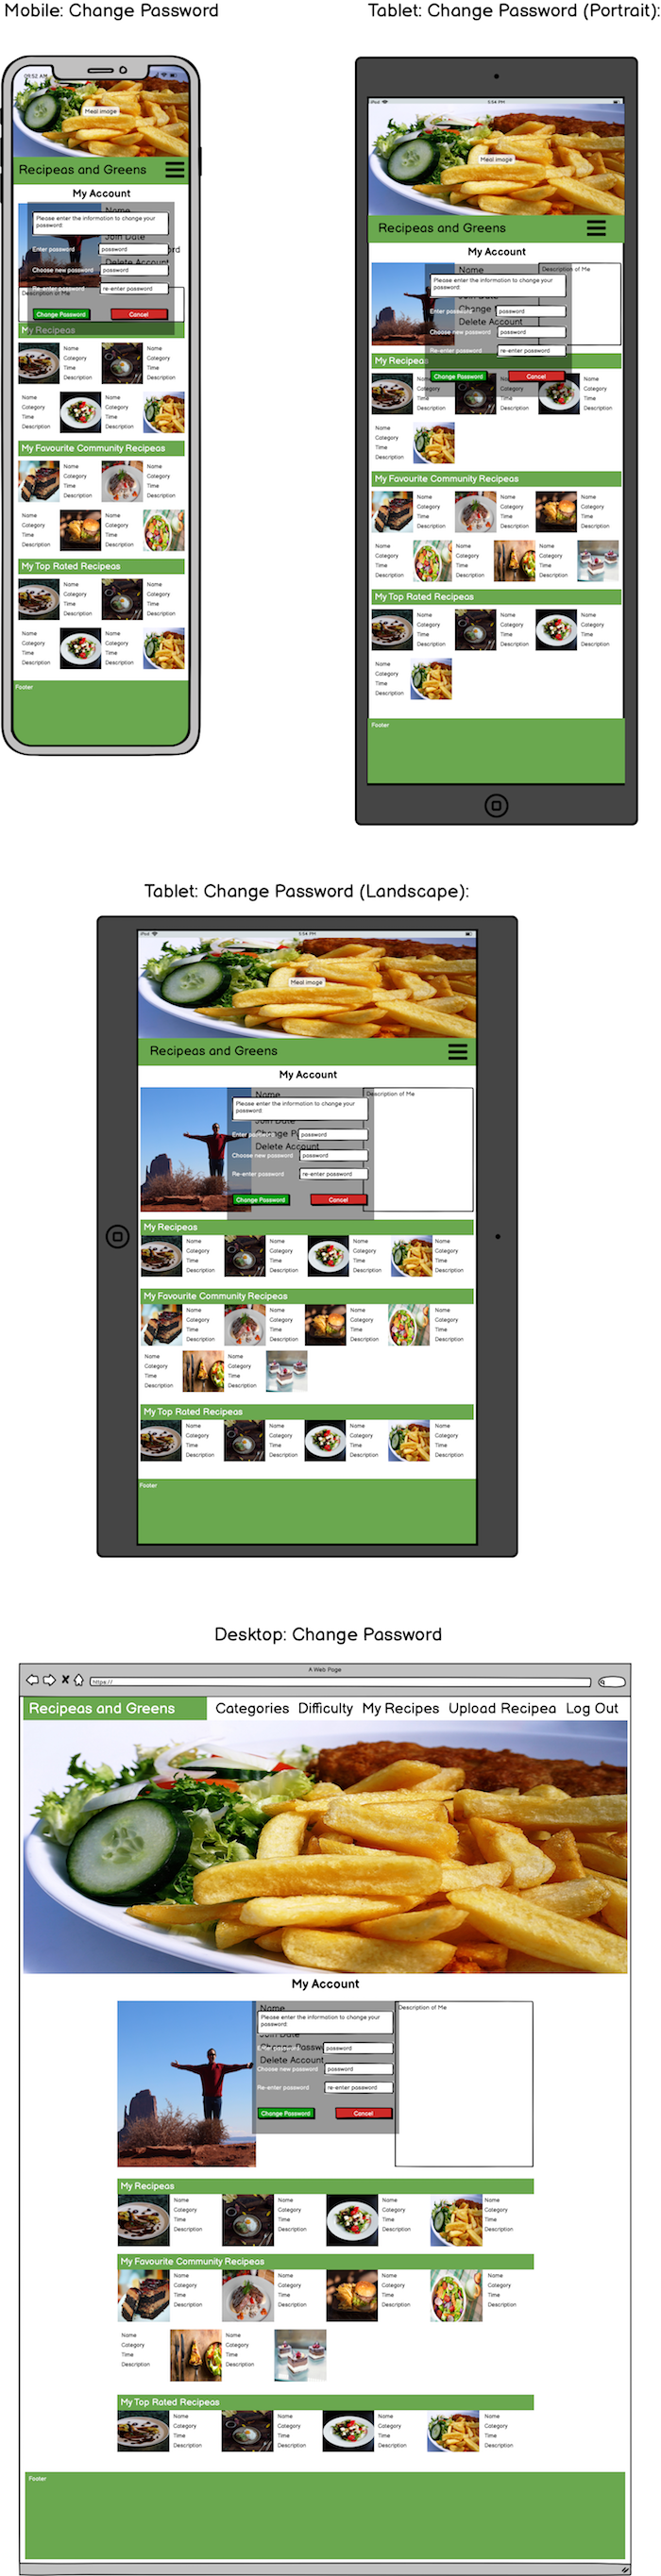 Mobile: Change Password
Tablet: Change Password (Portrait):
09:52 AM
Meal image
Recipeas and Greens
My Account
Name
Please enter the information to change your
password:
Join Date
Enter password
password
Delete Account
Choose new password
password
Re-enter password
re-enter password
Description of Me
Change Password
Cancel
My Recipeas
Name
Category
Time
Description
Name
Category
Time
Description
Name
Category
Time
Description
Name
Category
Time
Description
My Favourite Community Recipeas
Name
Category
Time
Description
Name
Category
Time
Description
Name
Category
Time
Description
Name
Category
Time
Description
My Top Rated Recipeas
Name
Category
Time
Description
Name
Category
Time
Description
Name
Category
Time
Description
Name
Category
Time
Description
Footer
iPad
5:54 PM
Meal image
Recipeas and Greens
My Account
Name
Description of Me
Please enter the information to change your
password:
Enter password
password
Change
Choose new password
password
Delete Account
Re-enter password
re-enter password
My Recipeas
Change Password
Cancel
Name
Category
Time
Description
Name
Category
Time
Description
Name
Category
Time
Description
Name
Category
Time
Description
My Favourite Community Recipeas
Name
Category
Time
Description
Name
Category
Time
Description
Name
Category
Time
Description
Name
Category
Time
Description
Name
Category
Time
Description
Name
Category
Time
Description
My Top Rated Recipeas
Name
Category
Time
Description
Name
Category
Time
Description
Name
Category
Time
Description
Name
Category
Time
Description
Footer
Tablet: Change Password (Landscape):
iPad
5:54 PM
Meal image
Recipeas and Greens
My Account
Name
Description of Me
Please enter the information to change your
password:
Join Date
Enter password
password
Change P
Delete Account
Choose new password
password
Re-enter password
re-enter password
Change Password
Cancel
My Recipeas
Name
Category
Time
Description
Name
Category
Time
Description
Name
Category
Time
Description
Name
Category
Time
Description
My Favourite Community Recipeas
Name
Category
Time
Description
Name
Category
Time
Description
Name
Category
Time
Description
Name
Category
Time
Description
Name
Category
Time
Description
Name
Category
Time
Description
My Top Rated Recipeas
Name
Category
Time
Description
Name
Category
Time
Description
Name
Category
Time
Description
Name
Category
Time
Description
Footer
Desktop: Change Password
A Web Page
https://
Recipeas and Greens
Categories Difficulty My Recipes Upload Recipea Log Out
My Account
Name
Description of Me
Please enter the information to change your
password:
Join Date
Change Passw
password
Delete Account
Choose new password
password
Re-enter password
re-enter password
Change Password
Cancel
My Recipeas
Name
Category
Time
Description
Name
Category
Time
Description
Name
Category
Time
Description
Name
Category
Time
Description
My Favourite Community Recipeas
Name
Category
Time
Description
Name
Category
Time
Description
Name
Category
Time
Description
Name
Category
Time
Description
Name
Category
Time
Description
Name
Category
Time
Description
My Top Rated Recipeas
Name
Category
Time
Description
Name
Category
Time
Description
Name
Category
Time
Description
Name
Category
Time
Description
Footer